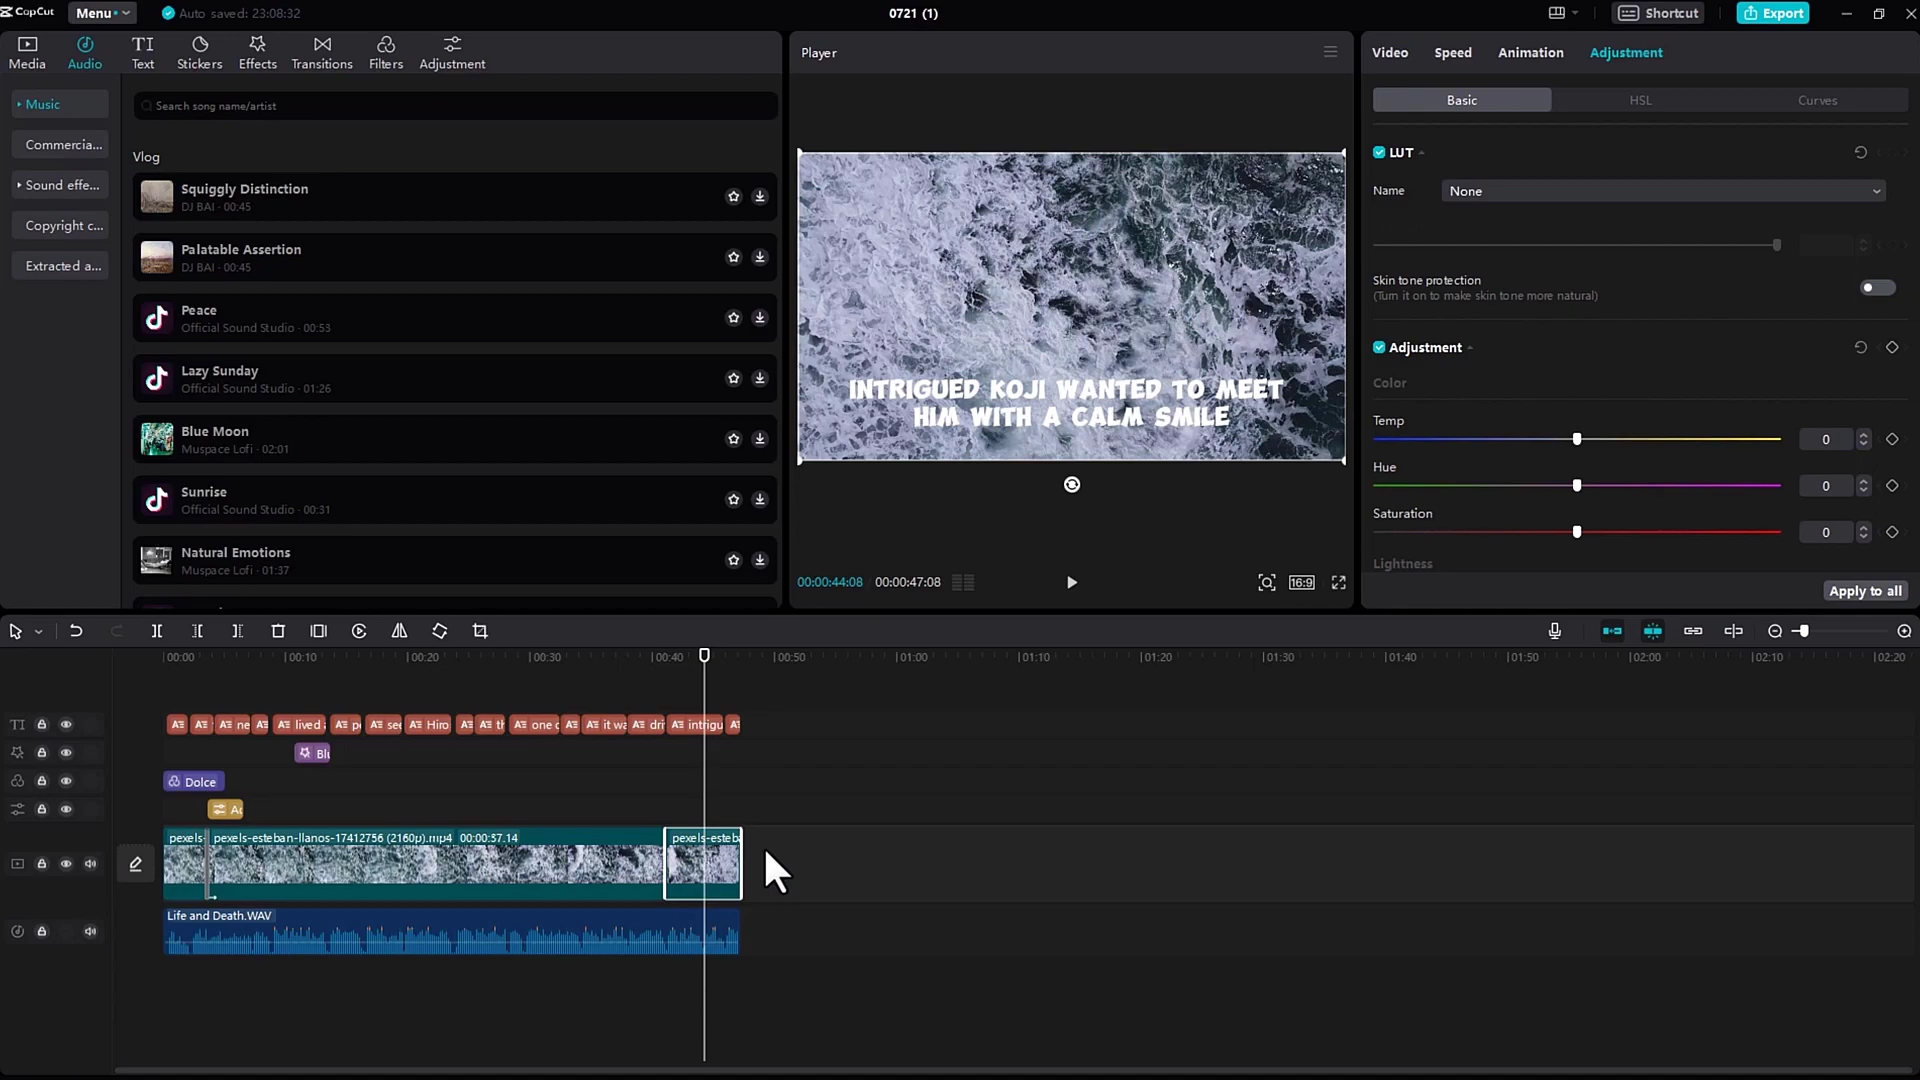 CapCut
Menu
Auto saved: 23:08:32
0721 (1)
Shortcut
Export
Media
Audio
Text
Stickers
Effects
Transitions
Filters
Adjustment
Music
Commercia...
Sound effe...
Copyright c...
Extracted a...
Search song name/artist
Vlog
Squiggly Distinction
DJ BAI · 00:45
Palatable Assertion
DJ BAI · 00:45
Peace
Official Sound Studio · 00:53
Lazy Sunday
Official Sound Studio · 01:26
Blue Moon
Muspace Lofi · 02:01
Sunrise
Official Sound Studio · 00:31
Natural Emotions
Muspace Lofi · 01:37
Player
INTRIGUED KOJI WANTED TO MEET
HIM WITH A CALM SMILE
00:00:44:08
00:00:47:08
16:9
Video
Speed
Animation
Adjustment
Basic
HSL
Curves
LUT
Name
None
Skin tone protection
(Turn it on to make skin tone more natural)
Adjustment
Color
Temp
0
Hue
0
Saturation
0
Lightness
Apply to all
00:00
00:10
00:20
00:30
00:40
00:50
01:00
01:10
01:20
01:30
01:40
01:50
02:00
02:10
02:20
ne
lived
pe
see
Hiro
th
one c
it wa
dri
intrigu
Blu
Dolce
pexels-
pexels-esteban-llanos-17412756 (2160p).mp4
00:00:37:14
pexels-esteba
Life and Death.WAV